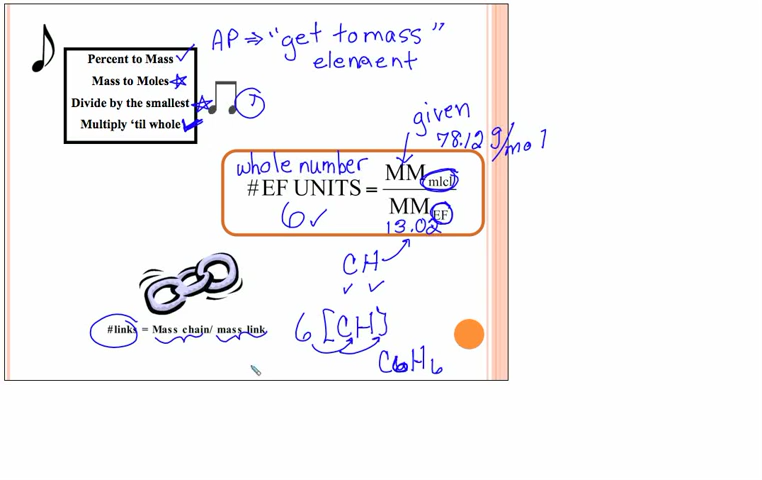 AP ⇒ "get to mass"
element
Percent to Mass ✓
Mass to Moles ☆
Divide by the smallest ☆
Multiply 'til whole ✓
given
78.12 g/mol
whole number
#EF UNITS = MM mlcl / MM EF
6 ✓
13.02
CH
✓ ✓
#links = Mass chain/ mass link
6 [CH]
C6H6